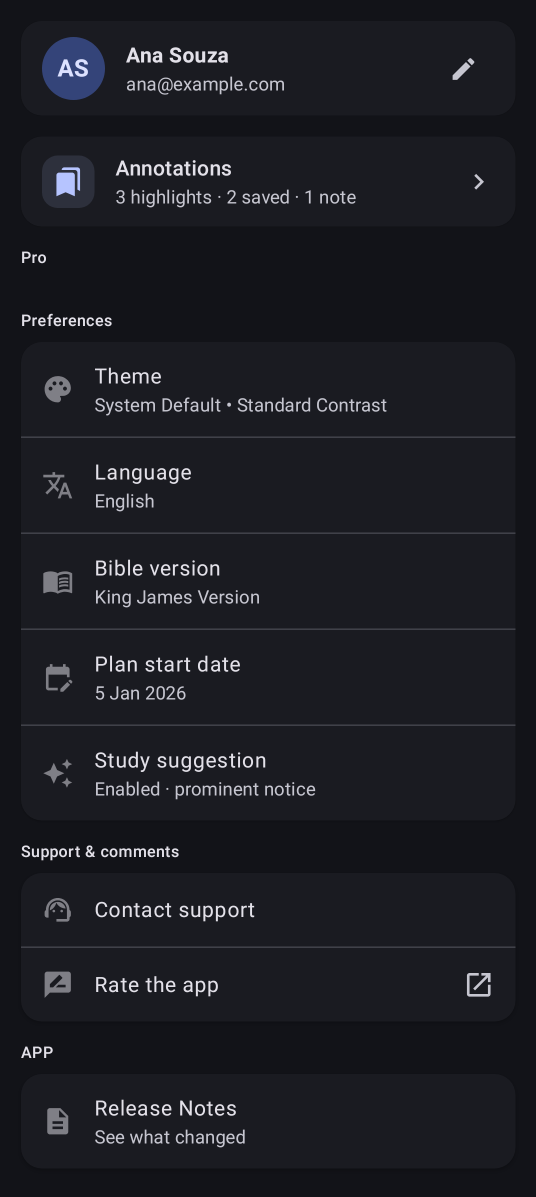 AS
Ana Souza
ana@example.com
Annotations
3 highlights · 2 saved · 1 note
Pro
Preferences
Theme
System Default • Standard Contrast
Language
English
Bible version
King James Version
Plan start date
5 Jan 2026
Study suggestion
Enabled · prominent notice
Support & comments
Contact support
Rate the app
APP
Release Notes
See what changed